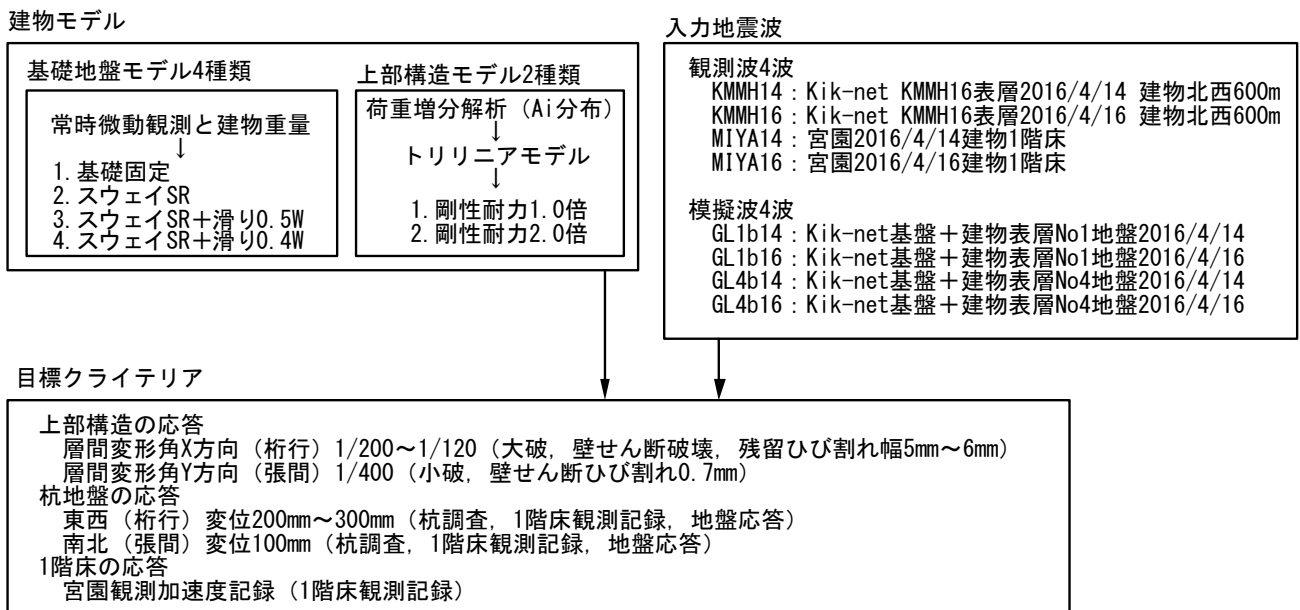 建物モデル
基礎地盤モデル4種類
常時微動観測と建物重量
↓
1.基礎固定
2.スウェイSR
3.スウェイSR＋滑り0.5W
4.スウェイSR＋滑り0.4W
上部構造モデル2種類
荷重増分解析（Ai分布）
↓
トリリニアモデル
↓
1.剛性耐力1.0倍
2.剛性耐力2.0倍
入力地震波
観測波4波
KMMH14：Kik-net KMMH16表層2016/4/14 建物北西600m
KMMH16：Kik-net KMMH16表層2016/4/16 建物北西600m
MIYA14：宮園2016/4/14建物1階床
MIYA16：宮園2016/4/16建物1階床
模擬波4波
GL1b14：Kik-net基盤＋建物表層No1地盤2016/4/14
GL1b16：Kik-net基盤＋建物表層No1地盤2016/4/16
GL4b14：Kik-net基盤＋建物表層No4地盤2016/4/14
GL4b16：Kik-net基盤＋建物表層No4地盤2016/4/16
目標クライテリア
上部構造の応答
層間変形角X方向（桁行）1/200～1/120（大破，壁せん断破壊，残留ひび割れ幅5mm～6mm）
層間変形角Y方向（張間）1/400（小破，壁せん断ひび割れ0.7mm）
杭地盤の応答
東西（桁行）変位200mm～300mm（杭調査，1階床観測記録，地盤応答）
南北（張間）変位100mm（杭調査，1階床観測記録，地盤応答）
1階床の応答
宮園観測加速度記録（1階床観測記録）